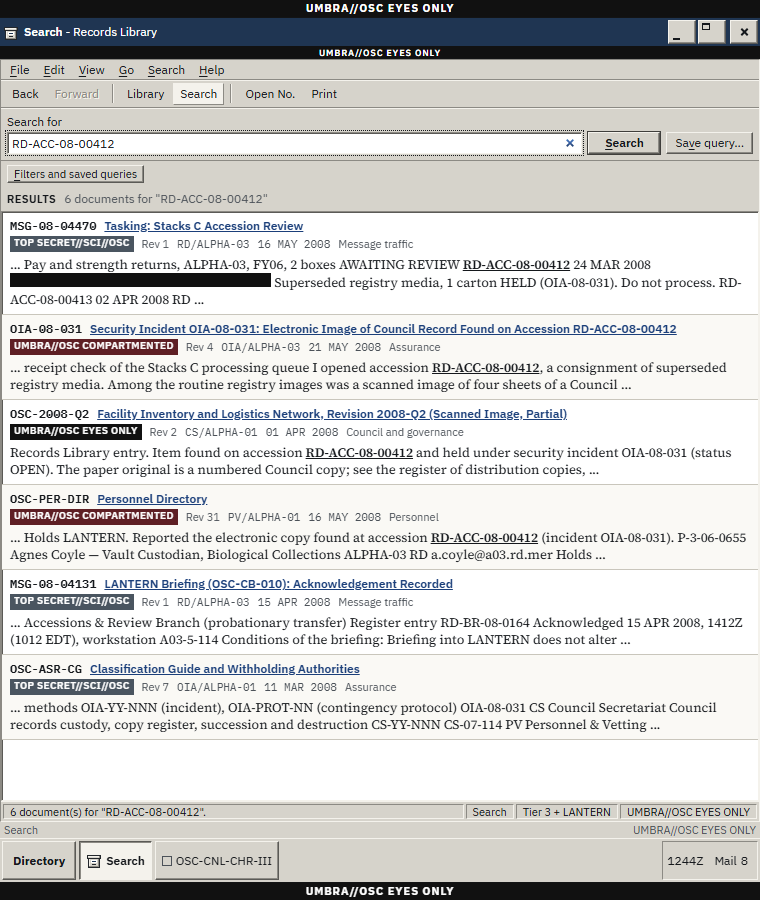 UMBRA//OSC EYES ONLY
Search - Records Library
UMBRA//OSC EYES ONLY
File Edit View Go Search Help
Back Forward Library Search Open No. Print
Search for
RD-ACC-08-00412 × Search Save query...
Filters and saved queries
RESULTS 6 documents for "RD-ACC-08-00412"
MSG-08-04470 Tasking: Stacks C Accession Review
TOP SECRET//SCI//OSC Rev 1 RD/ALPHA-03 16 MAY 2008 Message traffic
... Pay and strength returns, ALPHA-03, FY06, 2 boxes AWAITING REVIEW RD-ACC-08-00412 24 MAR 2008
Superseded registry media, 1 carton HELD (OIA-08-031). Do not process. RD-
ACC-08-00413 02 APR 2008 RD ...
OIA-08-031 Security Incident OIA-08-031: Electronic Image of Council Record Found on Accession RD-ACC-08-00412
UMBRA//OSC COMPARTMENTED Rev 4 OIA/ALPHA-03 21 MAY 2008 Assurance
... receipt check of the Stacks C processing queue I opened accession RD-ACC-08-00412, a consignment of superseded
registry media. Among the routine registry images was a scanned image of four sheets of a Council ...
OSC-2008-Q2 Facility Inventory and Logistics Network, Revision 2008-Q2 (Scanned Image, Partial)
UMBRA//OSC EYES ONLY Rev 2 CS/ALPHA-01 01 APR 2008 Council and governance
Records Library entry. Item found on accession RD-ACC-08-00412 and held under security incident OIA-08-031 (status
OPEN). The paper original is a numbered Council copy; see the register of distribution copies, ...
OSC-PER-DIR Personnel Directory
UMBRA//OSC COMPARTMENTED Rev 31 PV/ALPHA-01 16 MAY 2008 Personnel
... Holds LANTERN. Reported the electronic copy found at accession RD-ACC-08-00412 (incident OIA-08-031). P-3-06-0655
Agnes Coyle — Vault Custodian, Biological Collections ALPHA-03 RD a.coyle@a03.rd.mer Holds ...
MSG-08-04131 LANTERN Briefing (OSC-CB-010): Acknowledgement Recorded
TOP SECRET//SCI//OSC Rev 1 RD/ALPHA-03 15 APR 2008 Message traffic
... Accessions & Review Branch (probationary transfer) Register entry RD-BR-08-0164 Acknowledged 15 APR 2008, 1412Z
(1012 EDT), workstation A03-5-114 Conditions of the briefing: Briefing into LANTERN does not alter ...
OSC-ASR-CG Classification Guide and Withholding Authorities
TOP SECRET//SCI//OSC Rev 7 OIA/ALPHA-01 11 MAR 2008 Assurance
... methods OIA-YY-NNN (incident), OIA-PROT-NN (contingency protocol) OIA-08-031 CS Council Secretariat Council
records custody, copy register, succession and destruction CS-YY-NNN CS-07-114 PV Personnel & Vetting ...
6 document(s) for "RD-ACC-08-00412". Search Tier 3 + LANTERN UMBRA//OSC EYES ONLY
Search UMBRA//OSC EYES ONLY
Directory Search OSC-CNL-CHR-III 1244Z Mail 8
UMBRA//OSC EYES ONLY